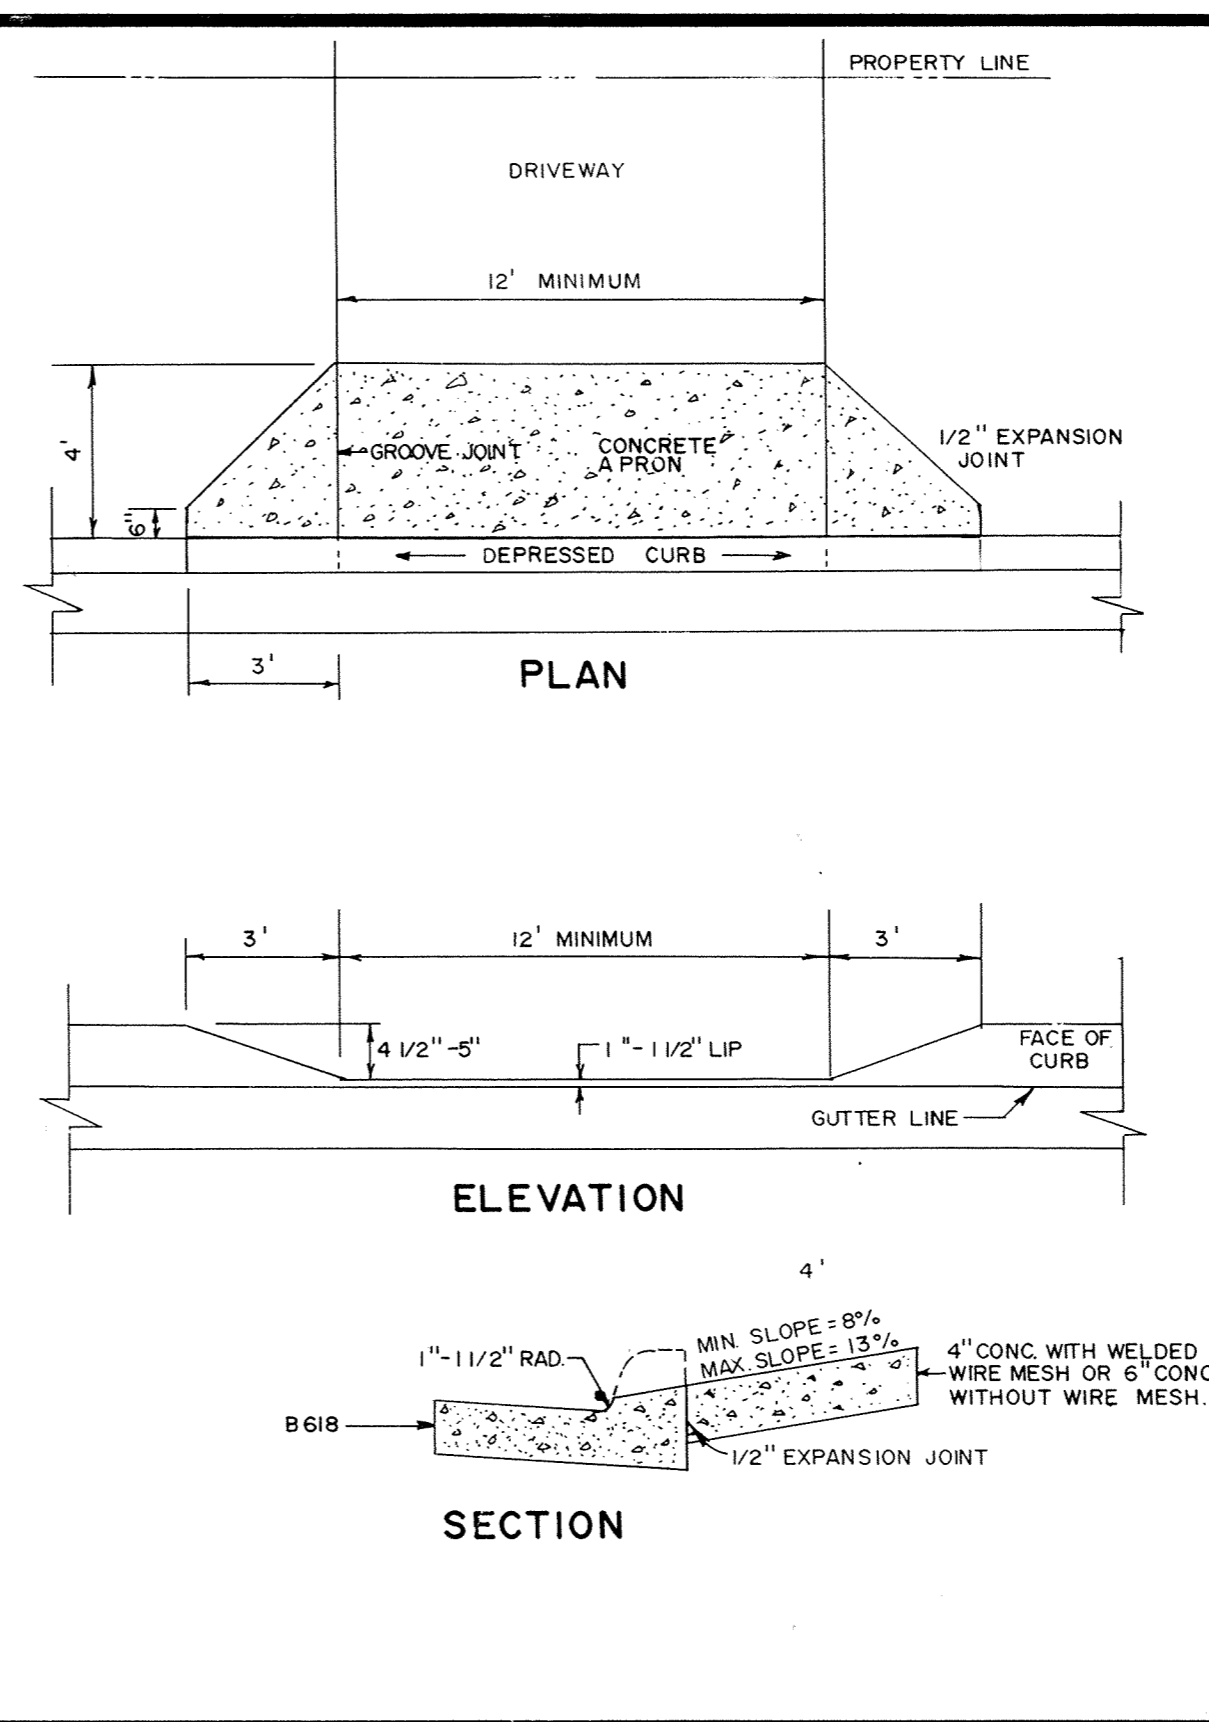 PROPERTY LINE
DRIVEWAY
12' MINIMUM
4'
GROOVE JOINT
CONCRETE
APRON
1/2" EXPANSION
JOINT
6"
DEPRESSED CURB
3'
PLAN
3'
12' MINIMUM
3'
4 1/2"-5"
1"-1 1/2" LIP
FACE OF
CURB
GUTTER LINE
ELEVATION
4'
MIN. SLOPE = 8%
MAX. SLOPE = 13%
1"-1 1/2" RAD.
4" CONC. WITH WELDED
WIRE MESH OR 6" CONC
WITHOUT WIRE MESH.
B618
1/2" EXPANSION JOINT
SECTION